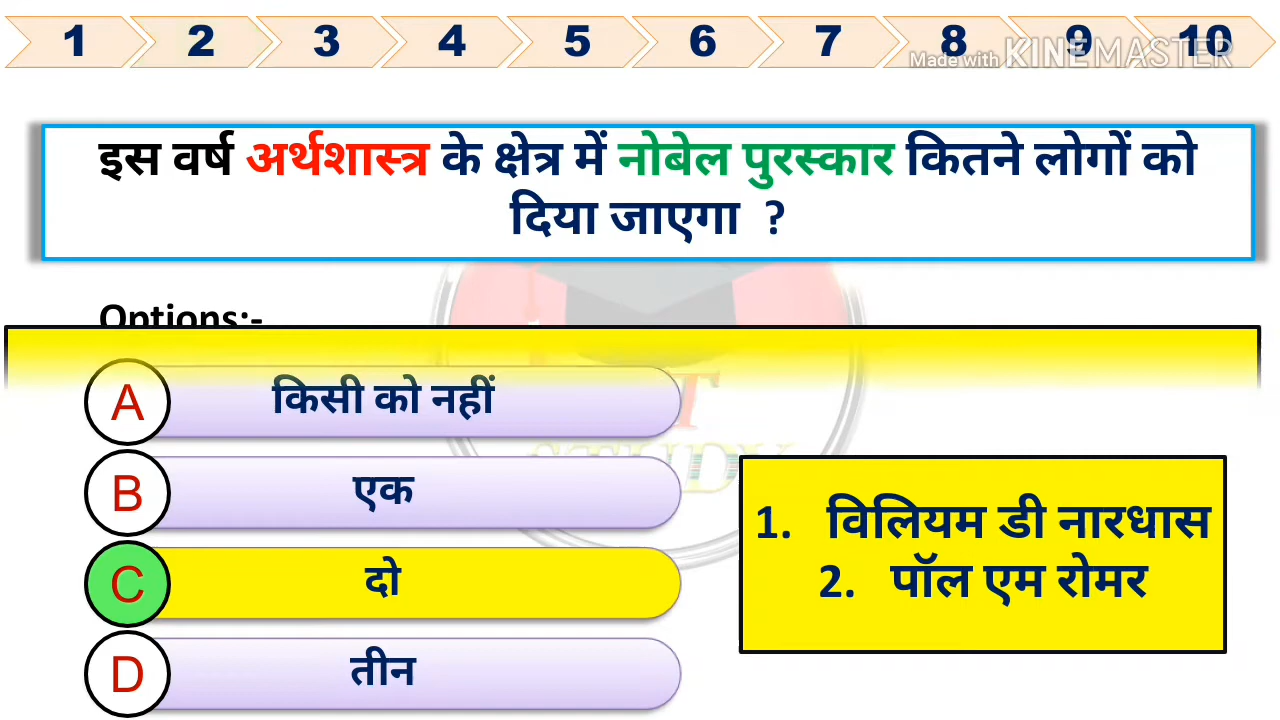 1 2 3 4 5 6 7 8 9 10
Made with KINEMASTER
इस वर्ष अर्थशास्त्र के क्षेत्र में नोबेल पुरस्कार कितने लोगों को
दिया जाएगा ?
Options:-
A किसी को नहीं
B एक
C दो
D तीन
1. विलियम डी नारधास
2. पॉल एम रोमर
T
STUDY